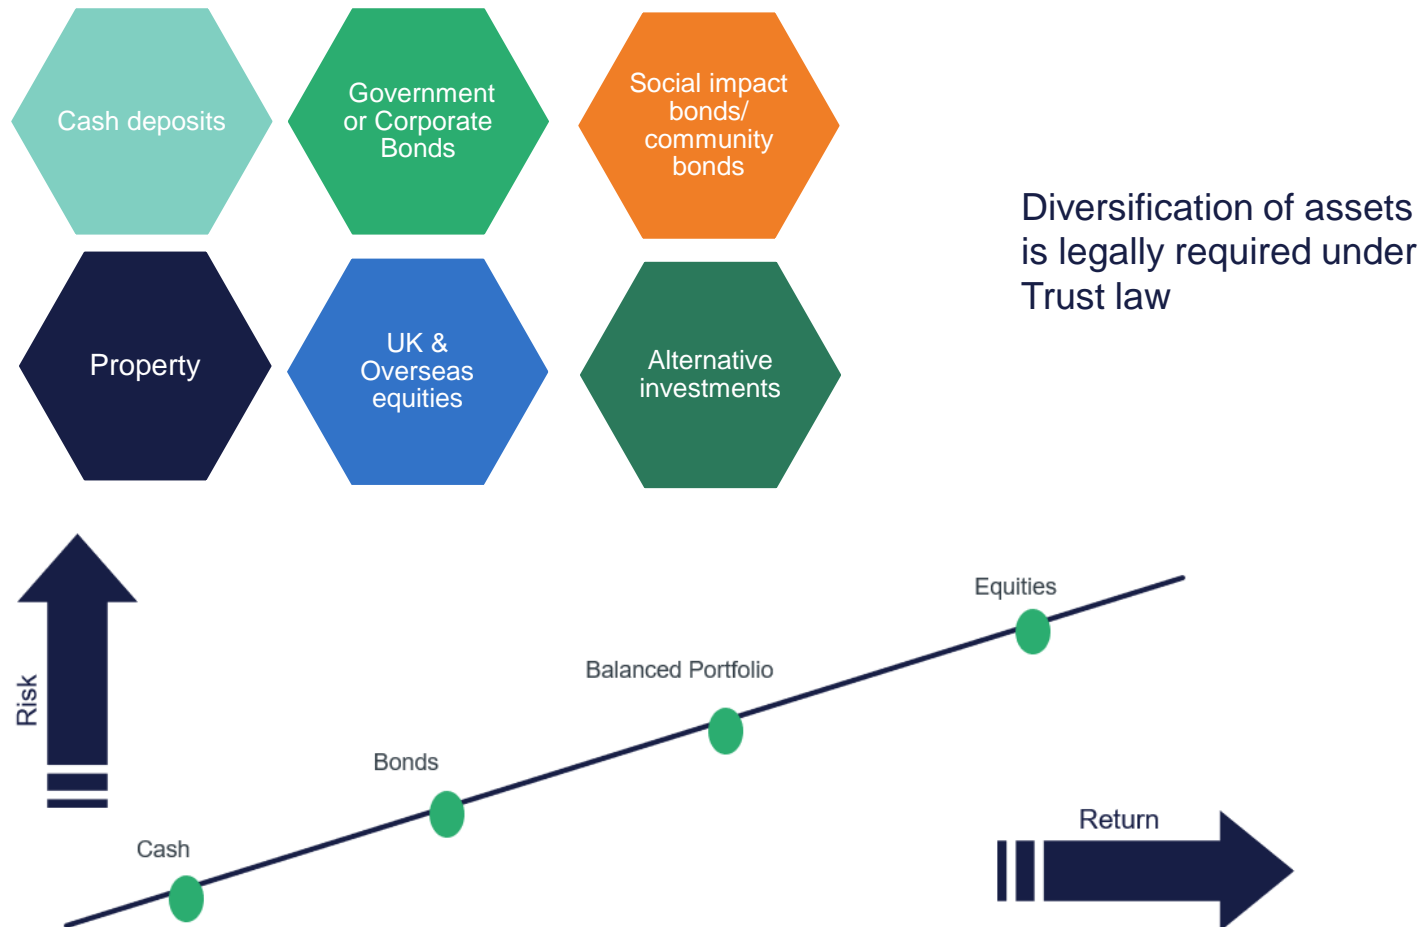 Cash deposits
Government
or Corporate
Bonds
Social impact
bonds/
community
bonds
Diversification of assets
is legally required under
Trust law
Property
UK &
Overseas
equities
Alternative
investments
Risk
Equities
Balanced Portfolio
Bonds
Cash
Return